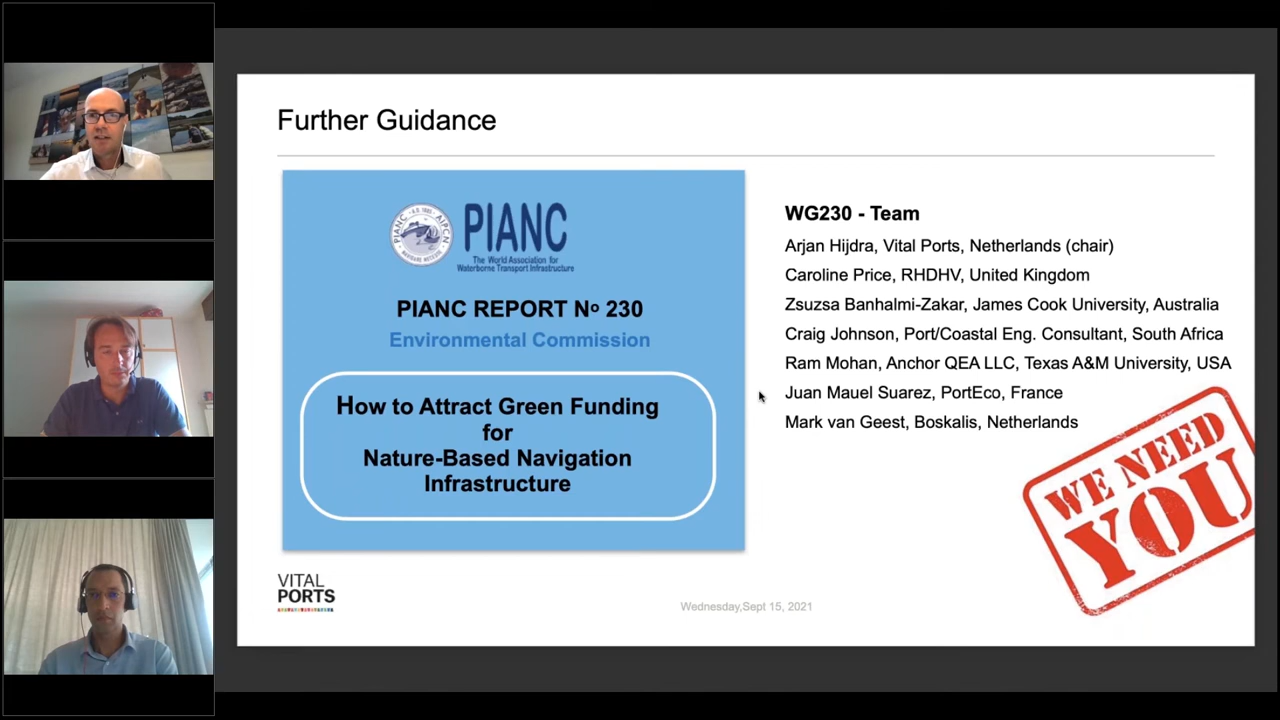 Further Guidance
PIANC
The World Association for
Waterborne Transport Infrastructure
PIANC REPORT Nº 230
Environmental Commission
How to Attract Green Funding
for
Nature-Based Navigation
Infrastructure
WG230 - Team
Arjan Hijdra, Vital Ports, Netherlands (chair)
Caroline Price, RHDHV, United Kingdom
Zsuzsa Banhalmi-Zakar, James Cook University, Australia
Craig Johnson, Port/Coastal Eng. Consultant, South Africa
Ram Mohan, Anchor QEA LLC, Texas A&M University, USA
Juan Mauel Suarez, PortEco, France
Mark van Geest, Boskalis, Netherlands
WE NEED
YOU
VITAL
PORTS
Wednesday,Sept 15, 2021